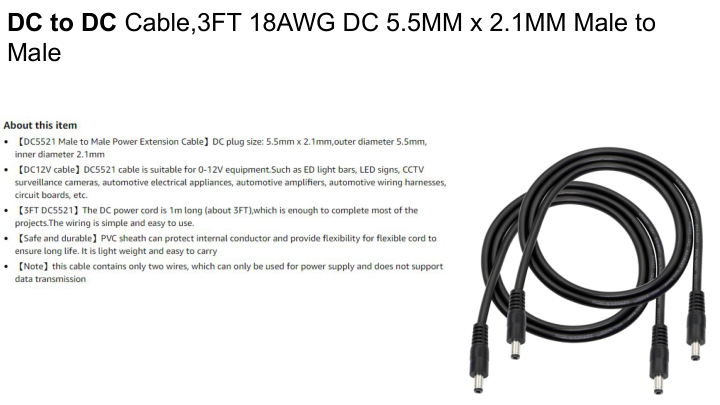 DC to DC Cable,3FT 18AWG DC 5.5MM x 2.1MM Male to
Male
About this item
• 【DC5521 Male to Male Power Extension Cable】DC plug size: 5.5mm x 2.1mm,outer diameter 5.5mm,
inner diameter 2.1mm
• 【DC12V cable】DC5521 cable is suitable for 0-12V equipment.Such as ED light bars, LED signs, CCTV
surveillance cameras, automotive electrical appliances, automotive amplifiers, automotive wiring harnesses,
circuit boards, etc.
• 【3FT DC5521】The DC power cord is 1m long (about 3FT),which is enough to complete most of the
projects.The wiring is simple and easy to use.
• 【Safe and durable】PVC sheath can protect internal conductor and provide flexibility for flexible cord to
ensure long life. It is light weight and easy to carry
• 【Note】this cable contains only two wires, which can only be used for power supply and does not support
data transmission